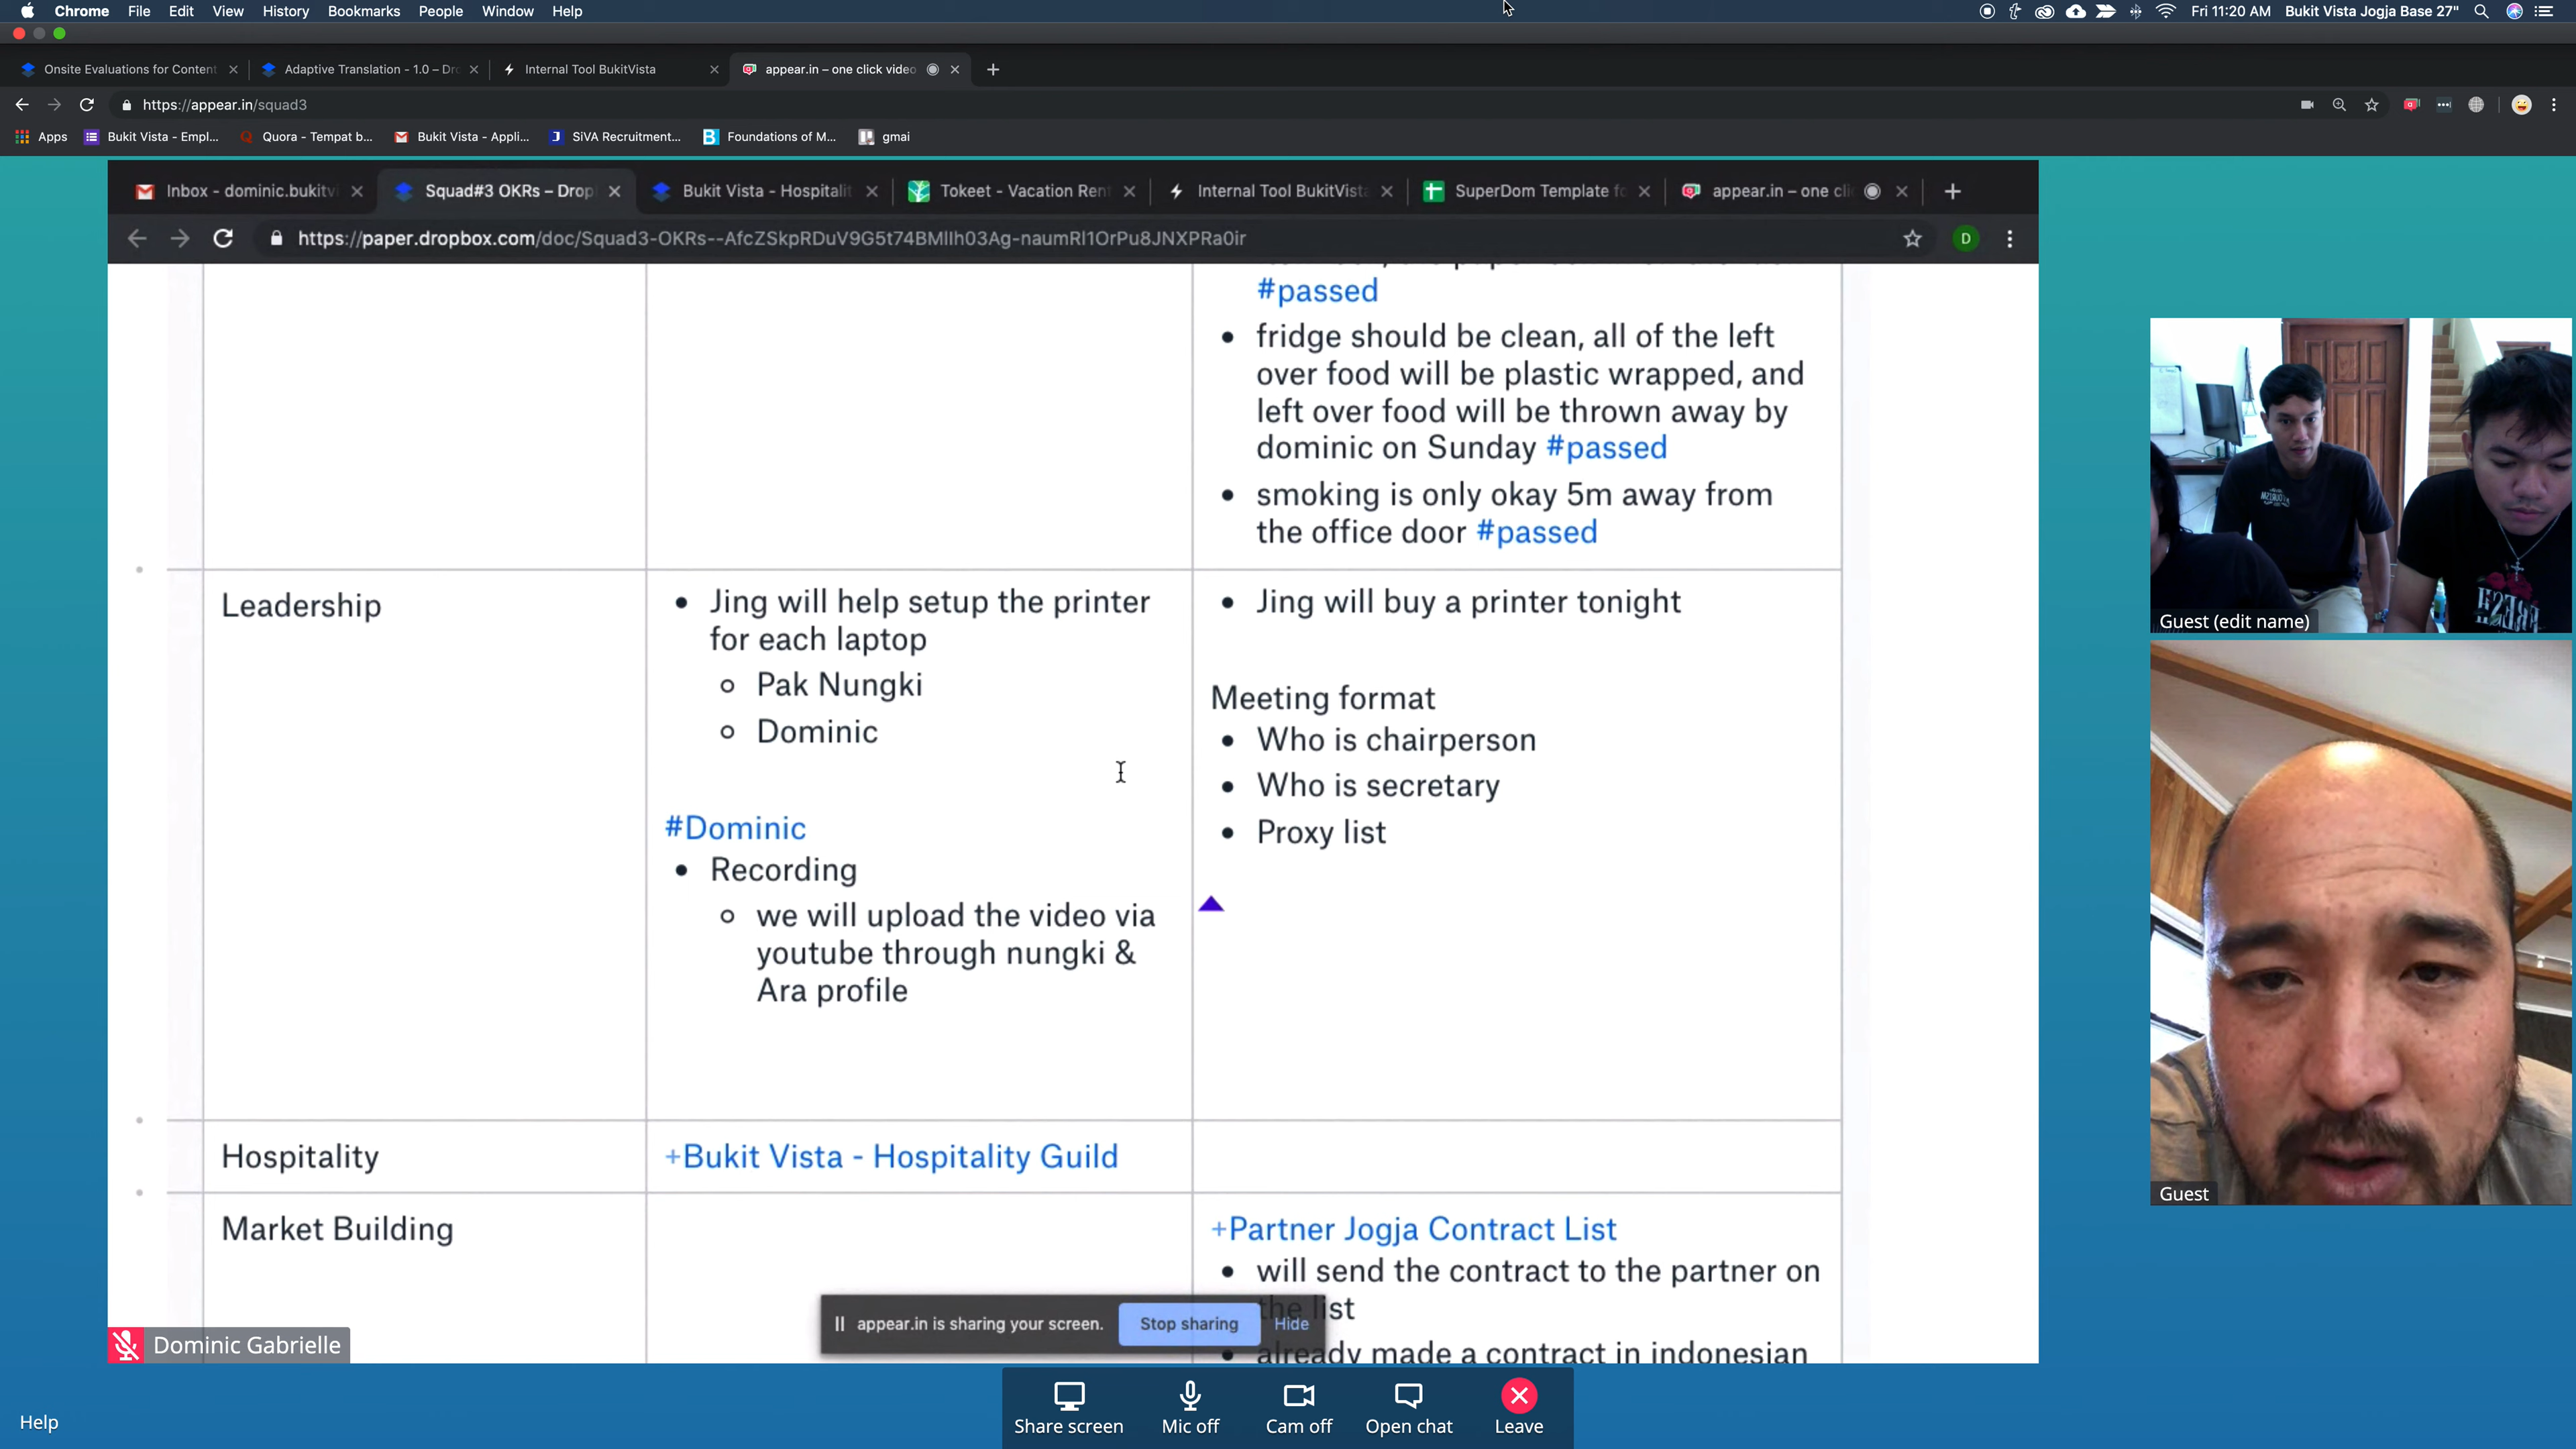 Chrome File Edit View History Bookmarks People Window Help
Fri 11:20 AM Bukit Vista Jogja Base 27"
Onsite Evaluations for Content
Adaptive Translation - 1.0 – Dro
Internal Tool BukitVista
appear.in – one click video
https://appear.in/squad3
Apps
Bukit Vista - Empl...
Quora - Tempat b...
Bukit Vista - Appli...
SiVA Recruitment...
Foundations of M...
gmai
Inbox - dominic.bukitvi
Squad#3 OKRs – Drop
Bukit Vista - Hospitalit
Tokeet - Vacation Rent
Internal Tool BukitVista
SuperDom Template fo
appear.in – one clic
https://paper.dropbox.com/doc/Squad3-OKRs--AfcZSkpRDuV9G5t74BMlIh03Ag-naumRl1OrPu8JNXPRa0ir
D
#passed
fridge should be clean, all of the left
over food will be plastic wrapped, and
left over food will be thrown away by
dominic on Sunday #passed
smoking is only okay 5m away from
the office door #passed
Leadership
Jing will help setup the printer
for each laptop
Pak Nungki
Dominic
#Dominic
Recording
we will upload the video via
youtube through nungki &
Ara profile
Jing will buy a printer tonight
Meeting format
Who is chairperson
Who is secretary
Proxy list
Hospitality
+Bukit Vista - Hospitality Guild
Market Building
+Partner Jogja Contract List
will send the contract to the partner on
the list
already made a contract in indonesian
appear.in is sharing your screen.
Stop sharing
Hide
Dominic Gabrielle
Guest (edit name)
FRESH
Guest
Help
Share screen
Mic off
Cam off
Open chat
Leave